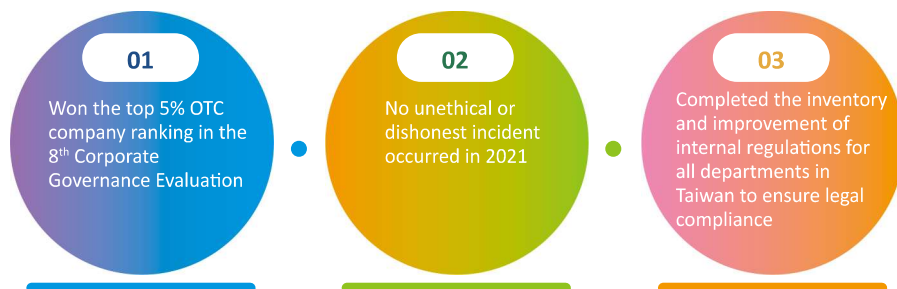 01
Won the top 5% OTC
company ranking in the
8th Corporate
Governance Evaluation
02
No unethical or
dishonest incident
occurred in 2021
03
Completed the inventory
and improvement of
internal regulations for
all departments in
Taiwan to ensure legal
compliance